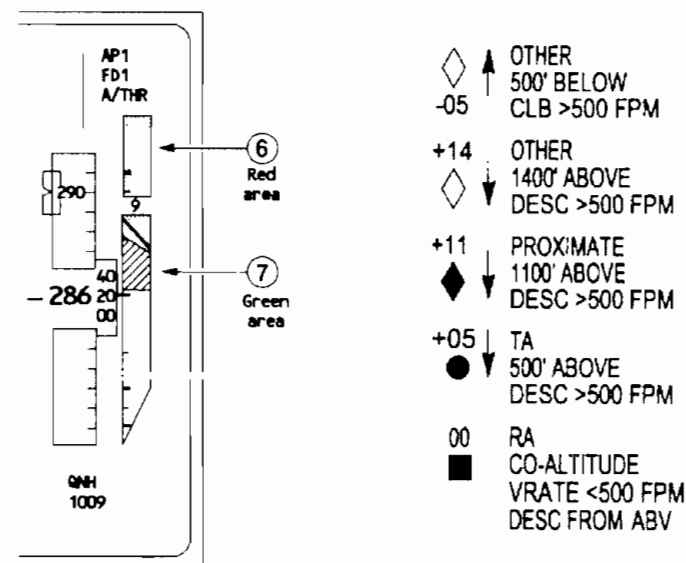 AP1
FD1
A/THR
6
Red
area
290
9
7
Green
area
40
- 286 20
00
QNH
1009
OTHER
500' BELOW
-05 CLB >500 FPM
+14 OTHER
1400' ABOVE
DESC >500 FPM
+11 PROXIMATE
1100' ABOVE
DESC >500 FPM
+05 TA
500' ABOVE
DESC >500 FPM
00 RA
CO-ALTITUDE
VRATE <500 FPM
DESC FROM ABV